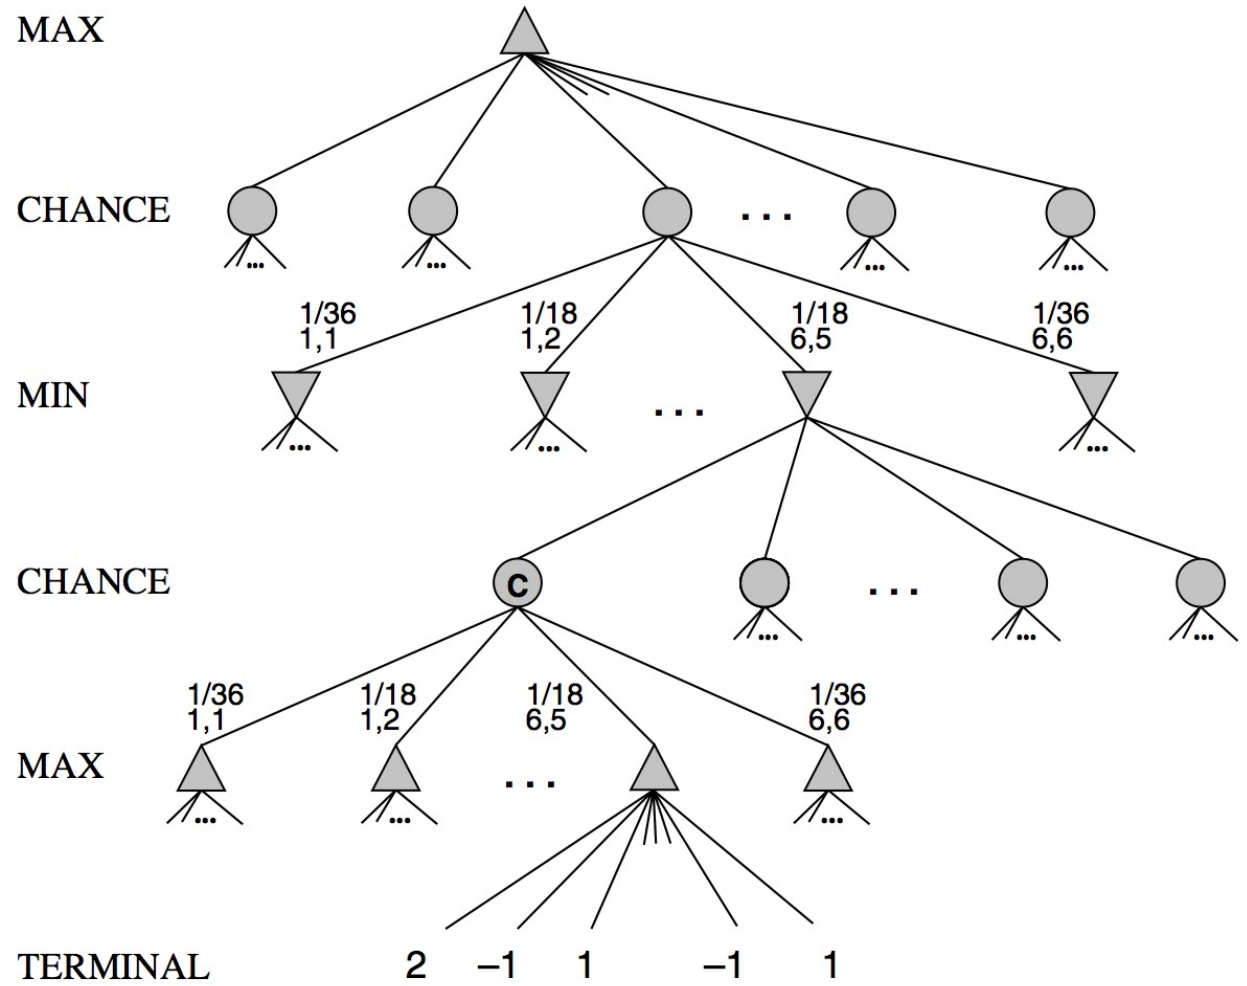 MAX
CHANCE
...
... ... ... ...
1/36 1/18 1/18 1/36
1,1 1,2 6,5 6,6
MIN
...
... ... ...
CHANCE C
...
... ... ...
1/36 1/18 1/18 1/36
1,1 1,2 6,5 6,6
MAX
...
... ... ...
TERMINAL 2 –1 1 –1 1